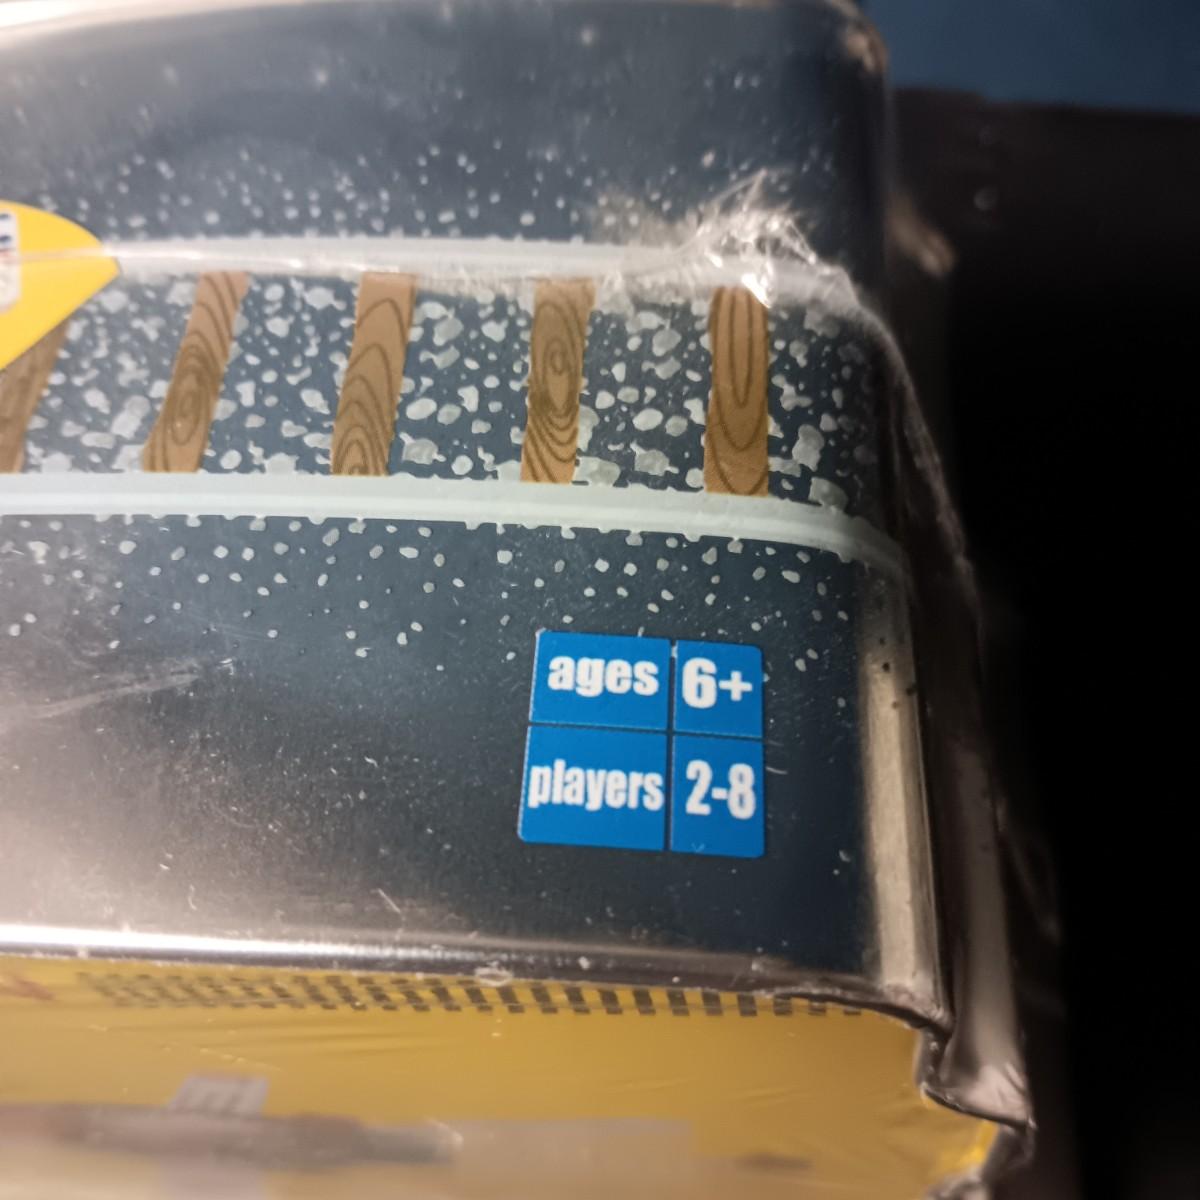 ages 6+
players 2-8